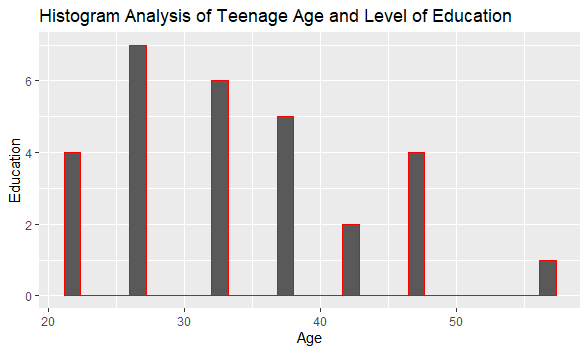 Histogram Analysis of Teenage Age and Level of Education
Education
6
4
2
0
20 30 40 50
Age